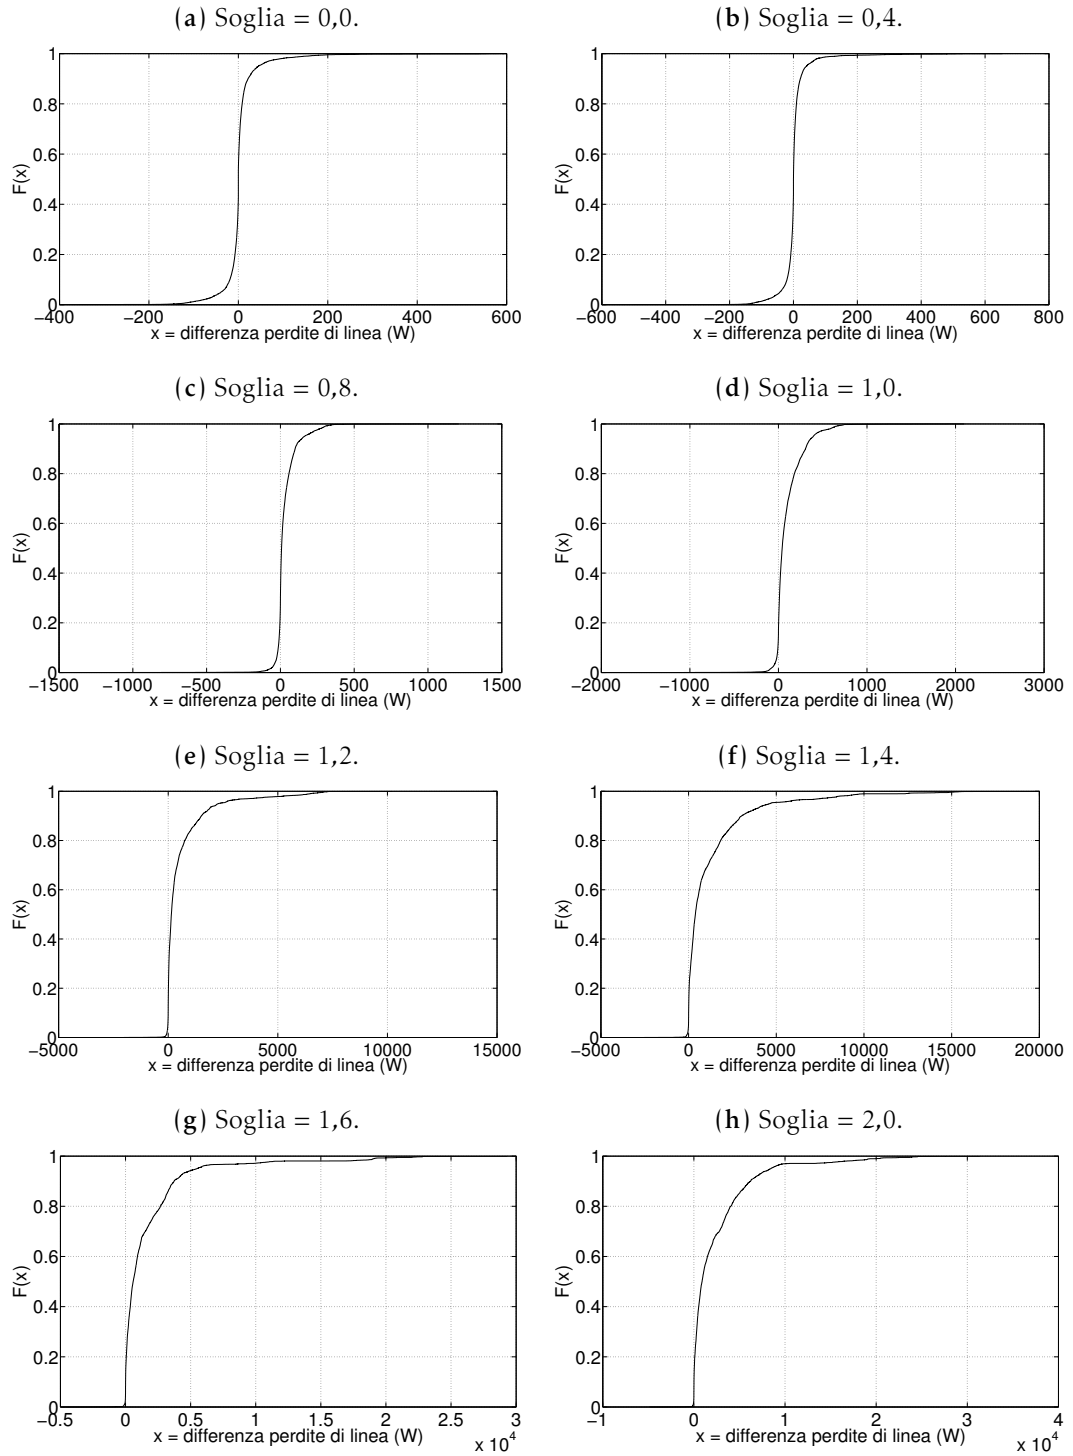 (a) Soglia = 0,0.
1
0.8
0.6
0.4
0.2
0
F(x)
−400 −200 0 200 400 600
x = differenza perdite di linea (W)
(b) Soglia = 0,4.
1
0.8
0.6
0.4
0.2
0
F(x)
−600 −400 −200 0 200 400 600 800
x = differenza perdite di linea (W)
(c) Soglia = 0,8.
1
0.8
0.6
0.4
0.2
0
F(x)
−1500 −1000 −500 0 500 1000 1500
x = differenza perdite di linea (W)
(d) Soglia = 1,0.
1
0.8
0.6
0.4
0.2
0
F(x)
−2000 −1000 0 1000 2000 3000
x = differenza perdite di linea (W)
(e) Soglia = 1,2.
1
0.8
0.6
0.4
0.2
0
F(x)
−5000 0 5000 10000 15000
x = differenza perdite di linea (W)
(f) Soglia = 1,4.
1
0.8
0.6
0.4
0.2
0
F(x)
−5000 0 5000 10000 15000 20000
x = differenza perdite di linea (W)
(g) Soglia = 1,6.
1
0.8
0.6
0.4
0.2
0
F(x)
−0.5 0 0.5 1 1.5 2 2.5 3
x = differenza perdite di linea (W)
x 10⁴
(h) Soglia = 2,0.
1
0.8
0.6
0.4
0.2
0
F(x)
−1 0 1 2 3 4
x = differenza perdite di linea (W)
x 10⁴